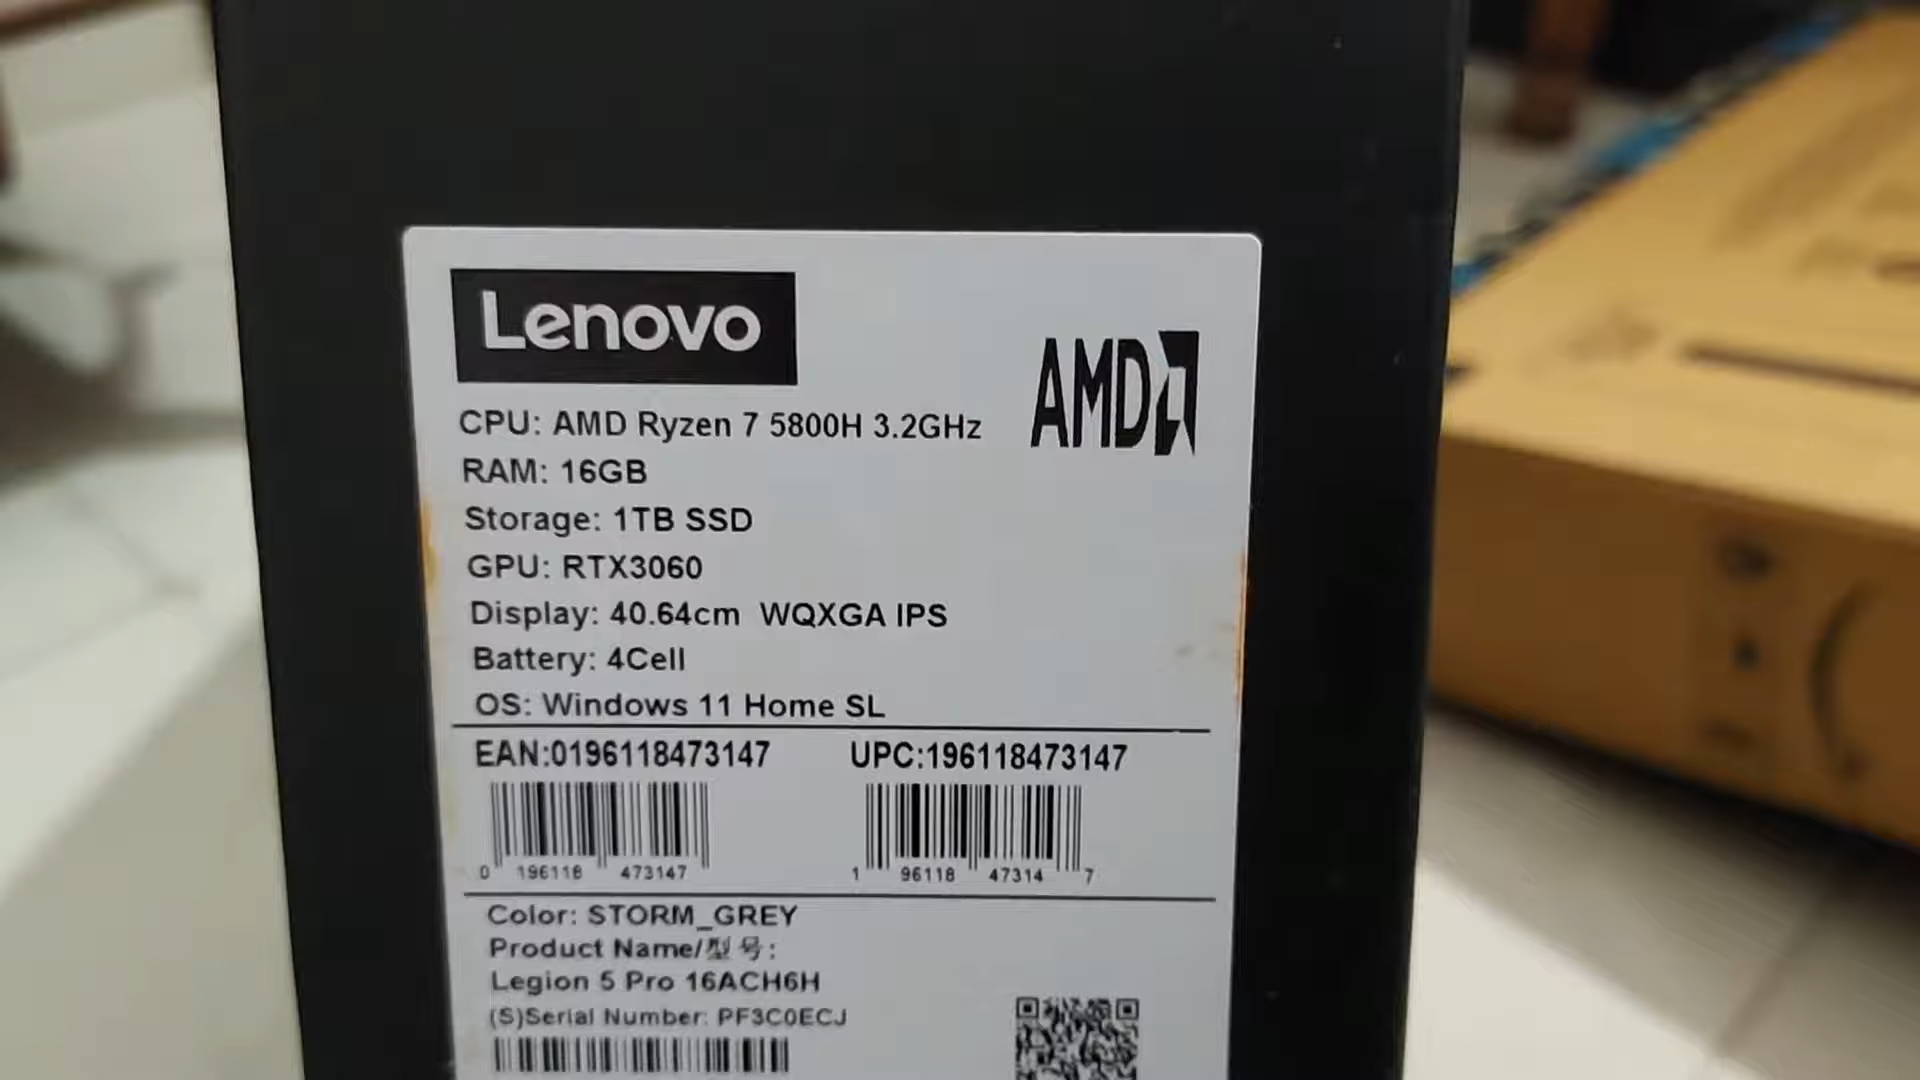 Lenovo
AMD
CPU: AMD Ryzen 7 5800H 3.2GHz
RAM: 16GB
Storage: 1TB SSD
GPU: RTX3060
Display: 40.64cm WQXGA IPS
Battery: 4Cell
OS: Windows 11 Home SL
EAN:0196118473147 UPC:196118473147
0 196118 473147 1 96118 47314 7
Color: STORM_GREY
Product Name/型号:
Legion 5 Pro 16ACH6H
(S)Serial Number: PF3C0ECJ